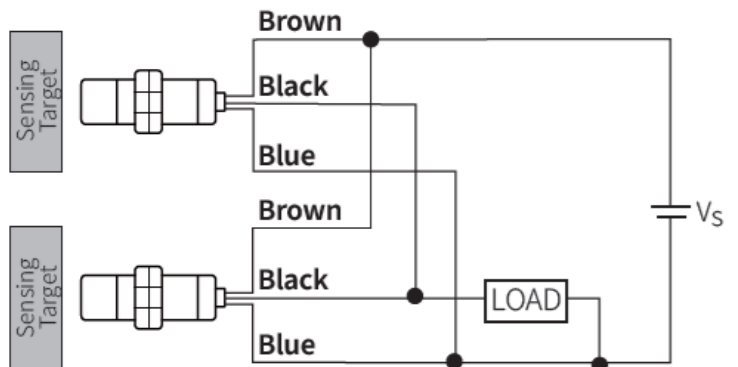 Brown
Sensing
Target
Black
Blue
Brown
Vs
Sensing
Target
Black
LOAD
Blue